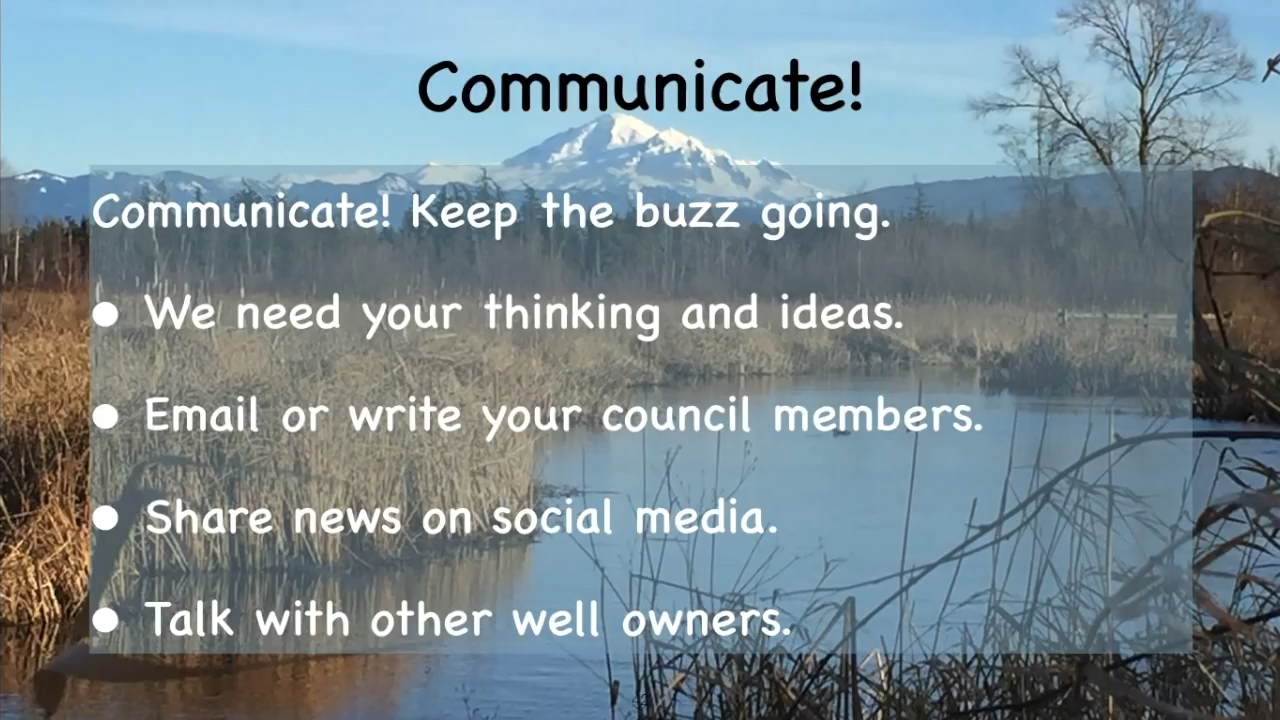 Communicate!
Communicate! Keep the buzz going.
● We need your thinking and ideas.
● Email or write your council members.
● Share news on social media.
● Talk with other well owners.